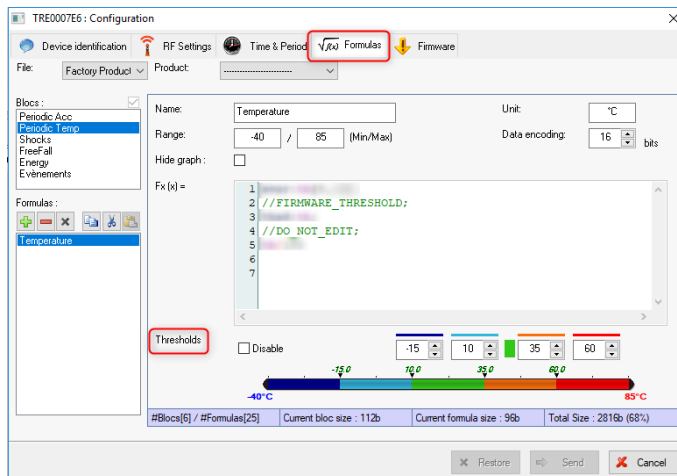 TRE0007E6 : Configuration
Device identification RF Settings Time & Period √f(x) Formulas Firmware
File: Factory Product Product: -------------------------
Blocs :
Periodic Acc
Periodic Temp
Shocks
FreeFall
Energy
Evènements
Formulas :
Temperature
Name: Temperature Unit: °C
Range: -40 / 85 (Min/Max) Data encoding: 16 bits
Hide graph :
Fx (x) =
1
2 //FIRMWARE_THRESHOLD;
3
4 //DO_NOT_EDIT;
5
6
7
Thresholds
Disable -15 10 35 60
-15.0 10.0 35.0 60.0
-40°C 85°C
#Blocs[6] / #Formulas[25] Current bloc size : 112b Current formula size : 96b Total Size : 2816b (68%)
Restore Send Cancel